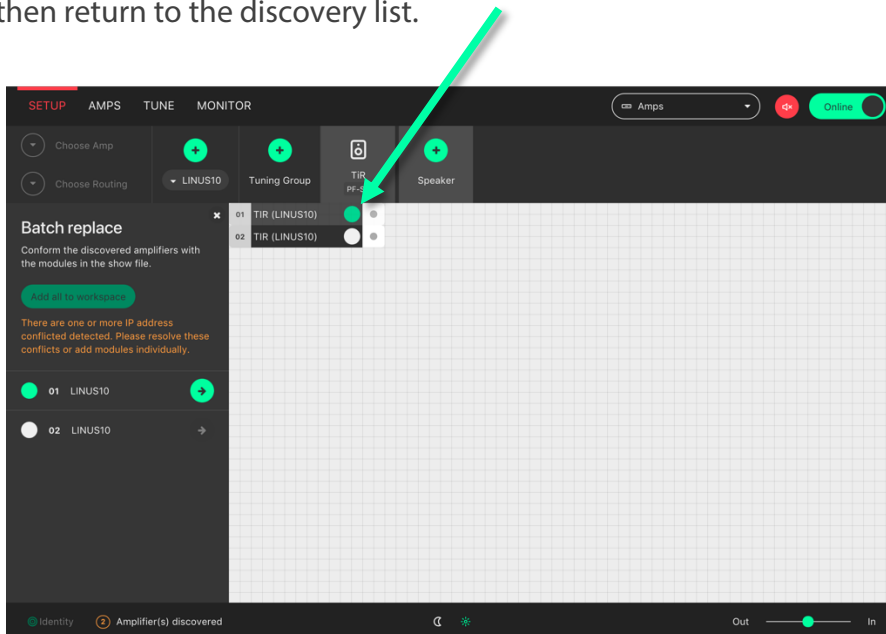 then return to the discovery list.
SETUP AMPS TUNE MONITOR Amps Online
Choose Amp
Choose Routing
LINUS10 Tuning Group TiR Speaker
Batch replace
Conform the discovered amplifiers with
the modules in the show file.
Add all to workspace
There are one or more IP address
conflicted detected. Please resolve these
conflicts or add modules individually.
01 LINUS10
02 LINUS10
01 TIR (LINUS10)
02 TIR (LINUS10)
Identity 2 Amplifier(s) discovered Out In